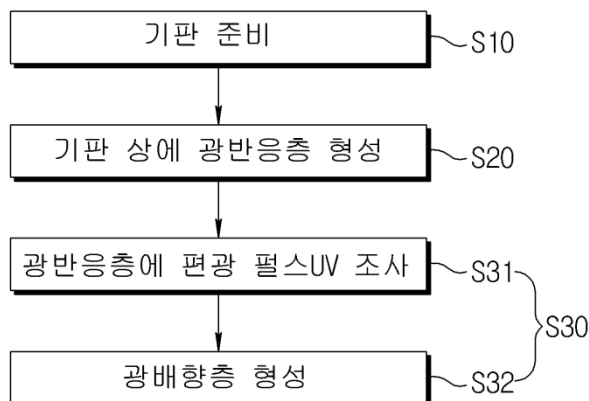 기판 준비
S10
기판 상에 광반응층 형성
S20
광반응층에 편광 펄스UV 조사
S31
S30
광배향층 형성
S32